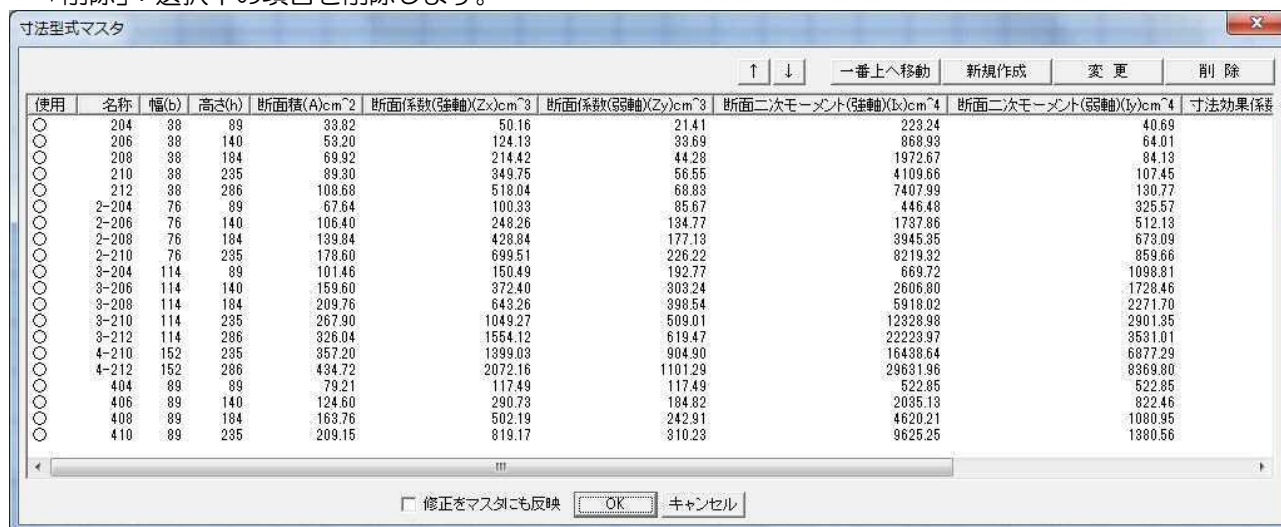 「削除」：選択中の項目を削除します。
寸法型式マスタ
↑ ↓ 一番上へ移動 新規作成 変 更 削 除
使用 名称 幅(b) 高さ(h) 断面積(A)cm^2 断面係数(強軸)(Zx)cm^3 断面係数(弱軸)(Zy)cm^3 断面二次モーメント(強軸)(Ix)cm^4 断面二次モーメント(弱軸)(Iy)cm^4 寸法効果係数
○ 204 38 89 33.82 50.16 21.41 223.24 40.69
○ 206 38 140 53.20 124.13 33.69 868.93 64.01
○ 208 38 184 69.92 214.42 44.28 1972.67 84.13
○ 210 38 235 89.30 349.75 56.55 4109.66 107.45
○ 212 38 286 108.68 518.04 68.83 7407.99 130.77
○ 2-204 76 89 67.64 100.33 85.67 446.48 325.57
○ 2-206 76 140 106.40 248.26 134.77 1737.86 512.13
○ 2-208 76 184 139.84 428.84 177.13 3945.35 673.09
○ 2-210 76 235 178.60 699.51 226.22 8219.32 859.66
○ 3-204 114 89 101.46 150.49 192.77 669.72 1098.81
○ 3-206 114 140 159.60 372.40 303.24 2606.80 1728.46
○ 3-208 114 184 209.76 643.26 398.54 5918.02 2271.70
○ 3-210 114 235 267.90 1049.27 509.01 12328.98 2901.35
○ 3-212 114 286 326.04 1554.12 619.47 22223.97 3531.01
○ 4-210 152 235 357.20 1399.03 904.90 16438.64 6877.29
○ 4-212 152 286 434.72 2072.16 1101.29 29631.96 8369.80
○ 404 89 89 79.21 117.49 117.49 522.85 522.85
○ 406 89 140 124.60 290.73 184.82 2035.13 822.46
○ 408 89 184 163.76 502.19 242.91 4620.21 1080.95
○ 410 89 235 209.15 819.17 310.23 9625.25 1380.56
修正をマスタにも反映 OK キャンセル